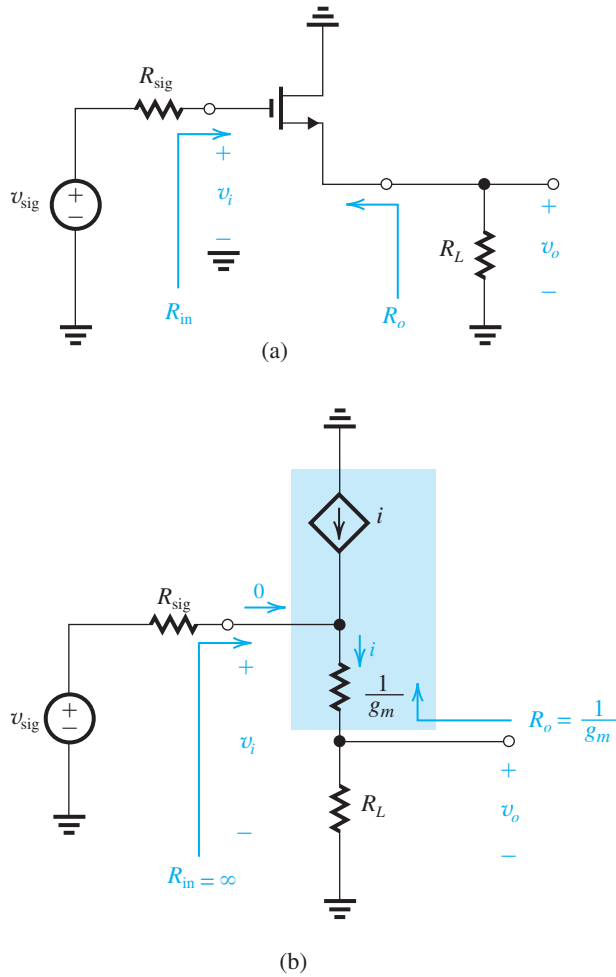 R_sig
v_sig
+
−
+
v_i
−
R_in
R_o
R_L
+
v_o
−
(a)
i
R_sig
0
i
1/g_m
R_o = 1/g_m
v_sig
+
−
+
v_i
−
R_L
+
v_o
−
R_in = ∞
(b)